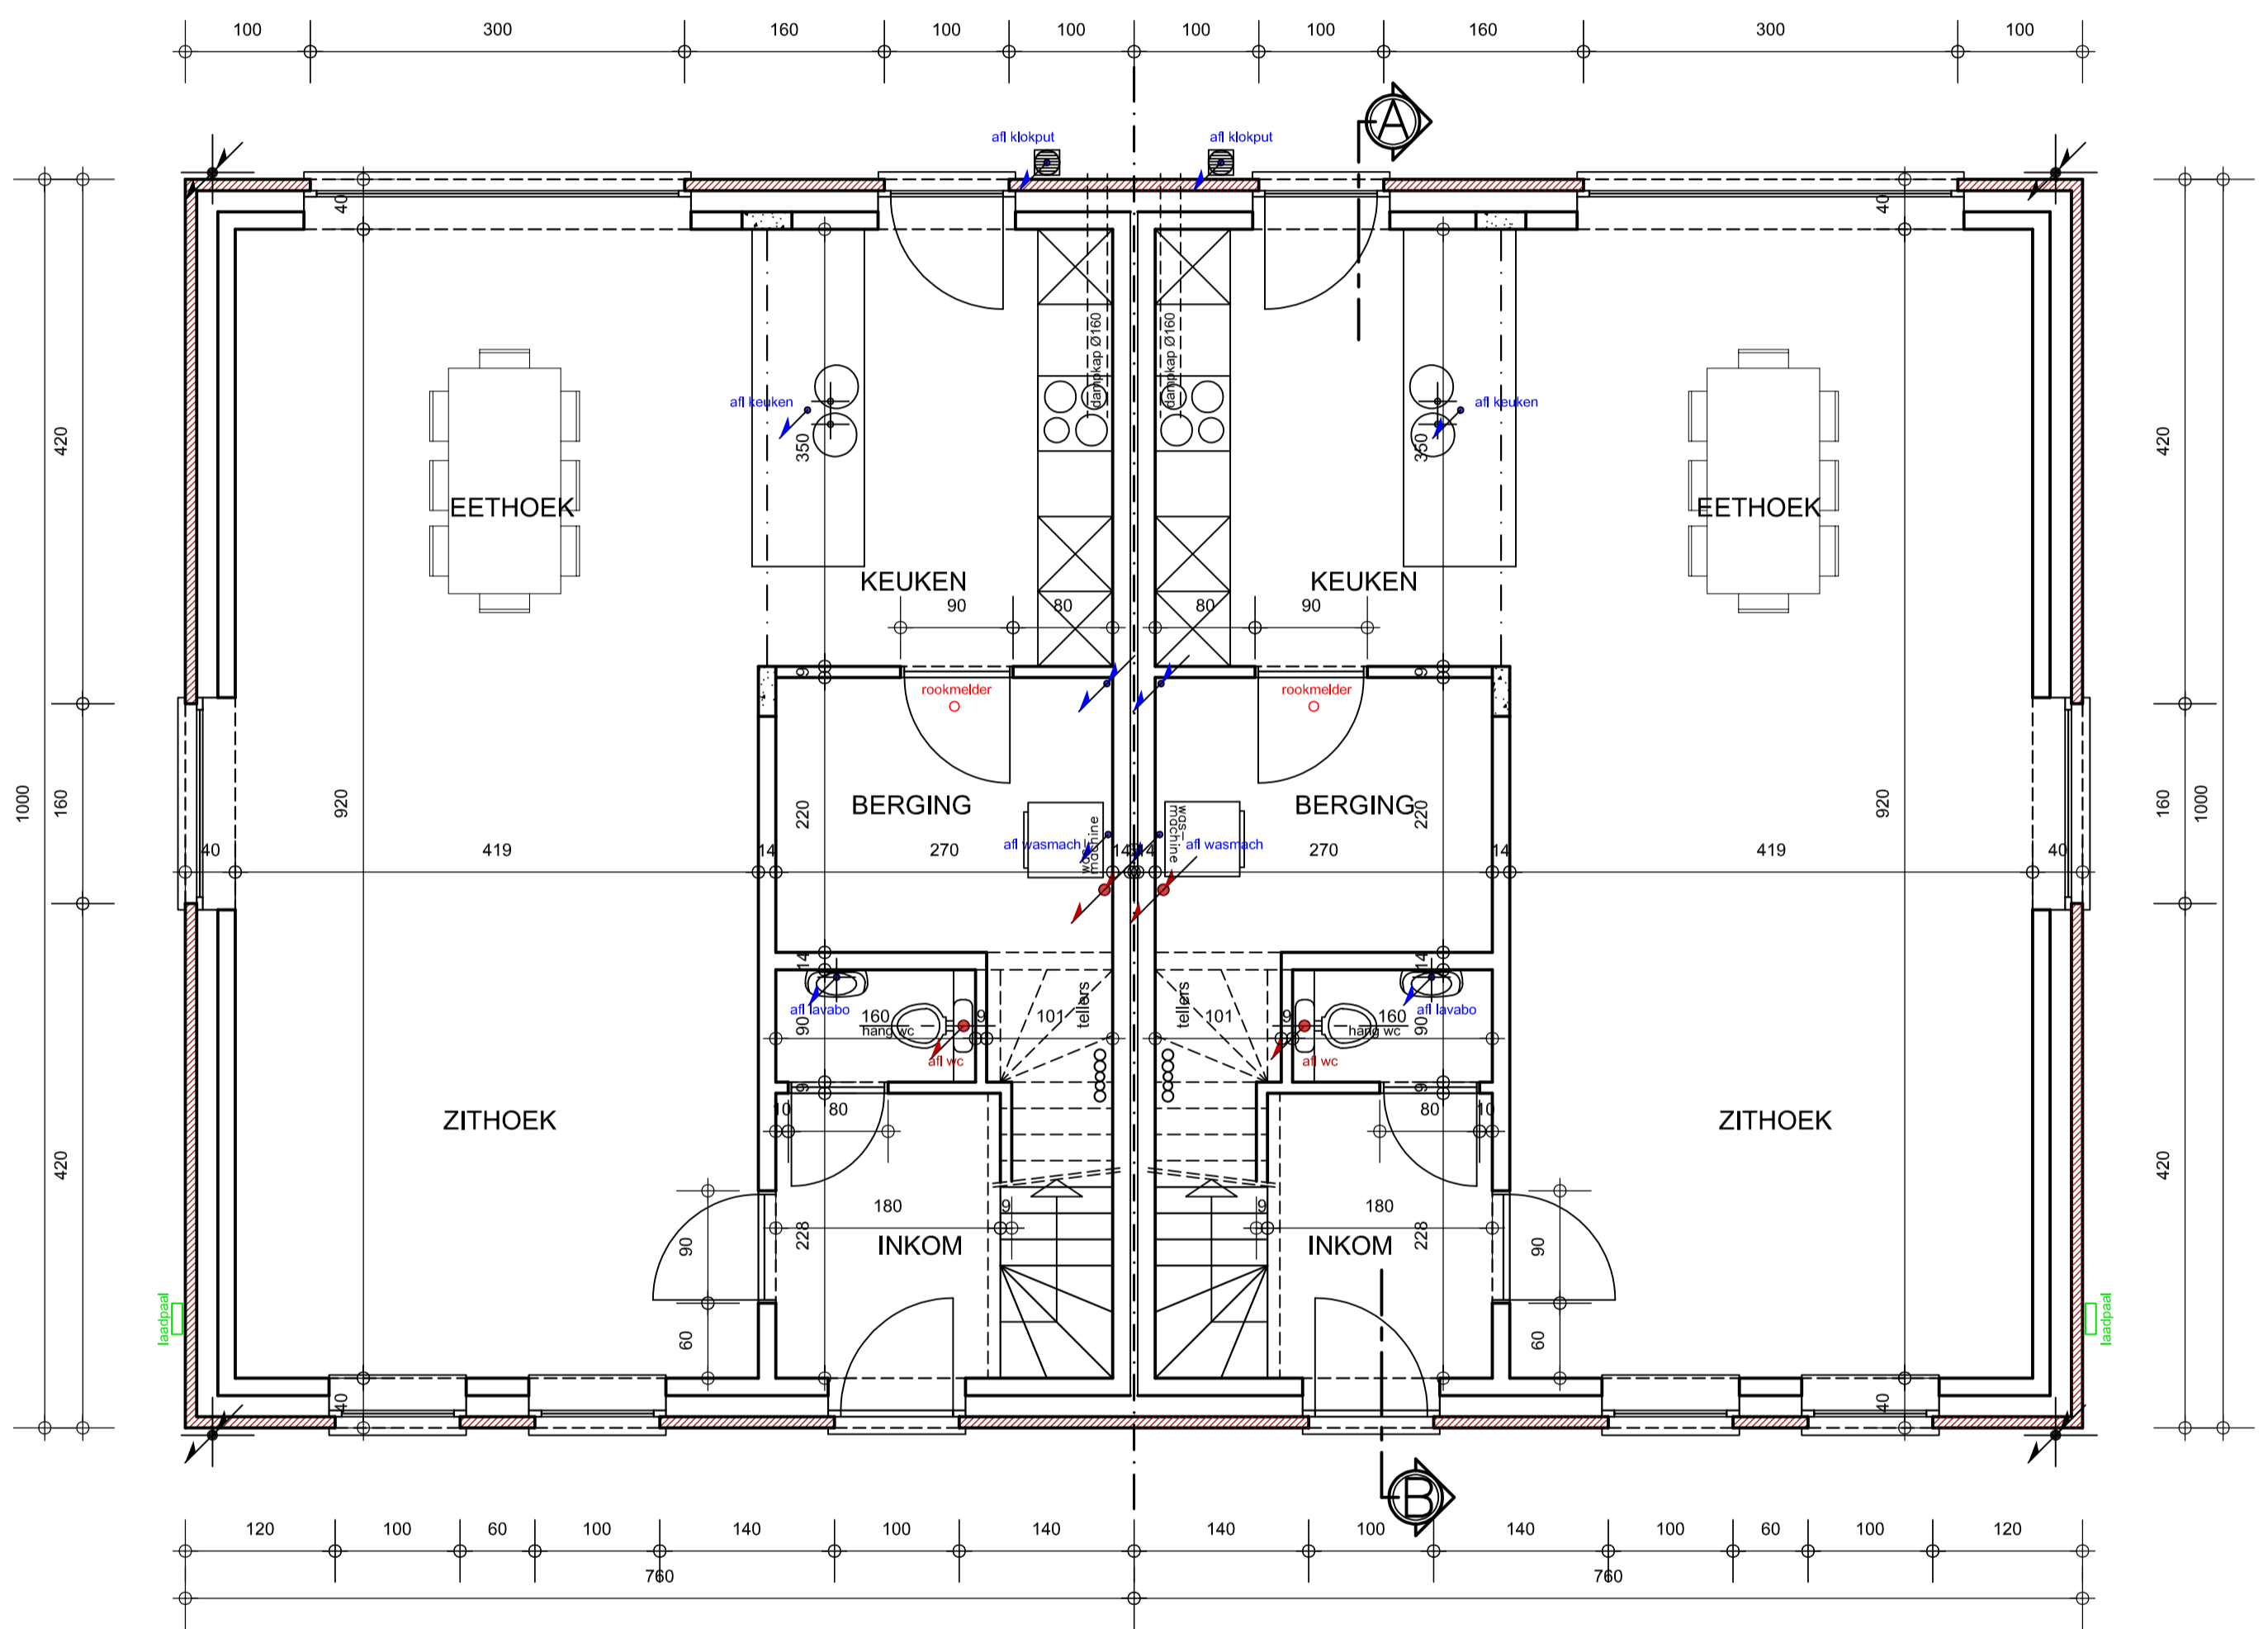 100 300 160 100 100 100 100 160 300 100
A
afl klokput afl klokput
40 40
dampkap Ø160 dampkap Ø160
afl keuken afl keuken
420 350 350 420
EETHOEK EETHOEK
KEUKEN KEUKEN
90 80 80 90
9 9
rookmelder rookmelder
1000 160 920 220 220 920 160 1000
BERGING BERGING
was-machine was-machine
afl wasmach afl wasmach
40 419 14 270 14 14 270 14 419 40
14 14
tellers tellers
afl lavabo afl lavabo
160 9 101 101 9 160
90 90
hang wc hang wc
afl wc afl wc
9 9
10 80 80 10
ZITHOEK ZITHOEK
420 420
180 9 9 180
90 228 228 90
INKOM INKOM
laadpaal laadpaal
60 60
40 40
B
120 100 60 100 140 100 140 140 100 140 100 60 100 120
760 760